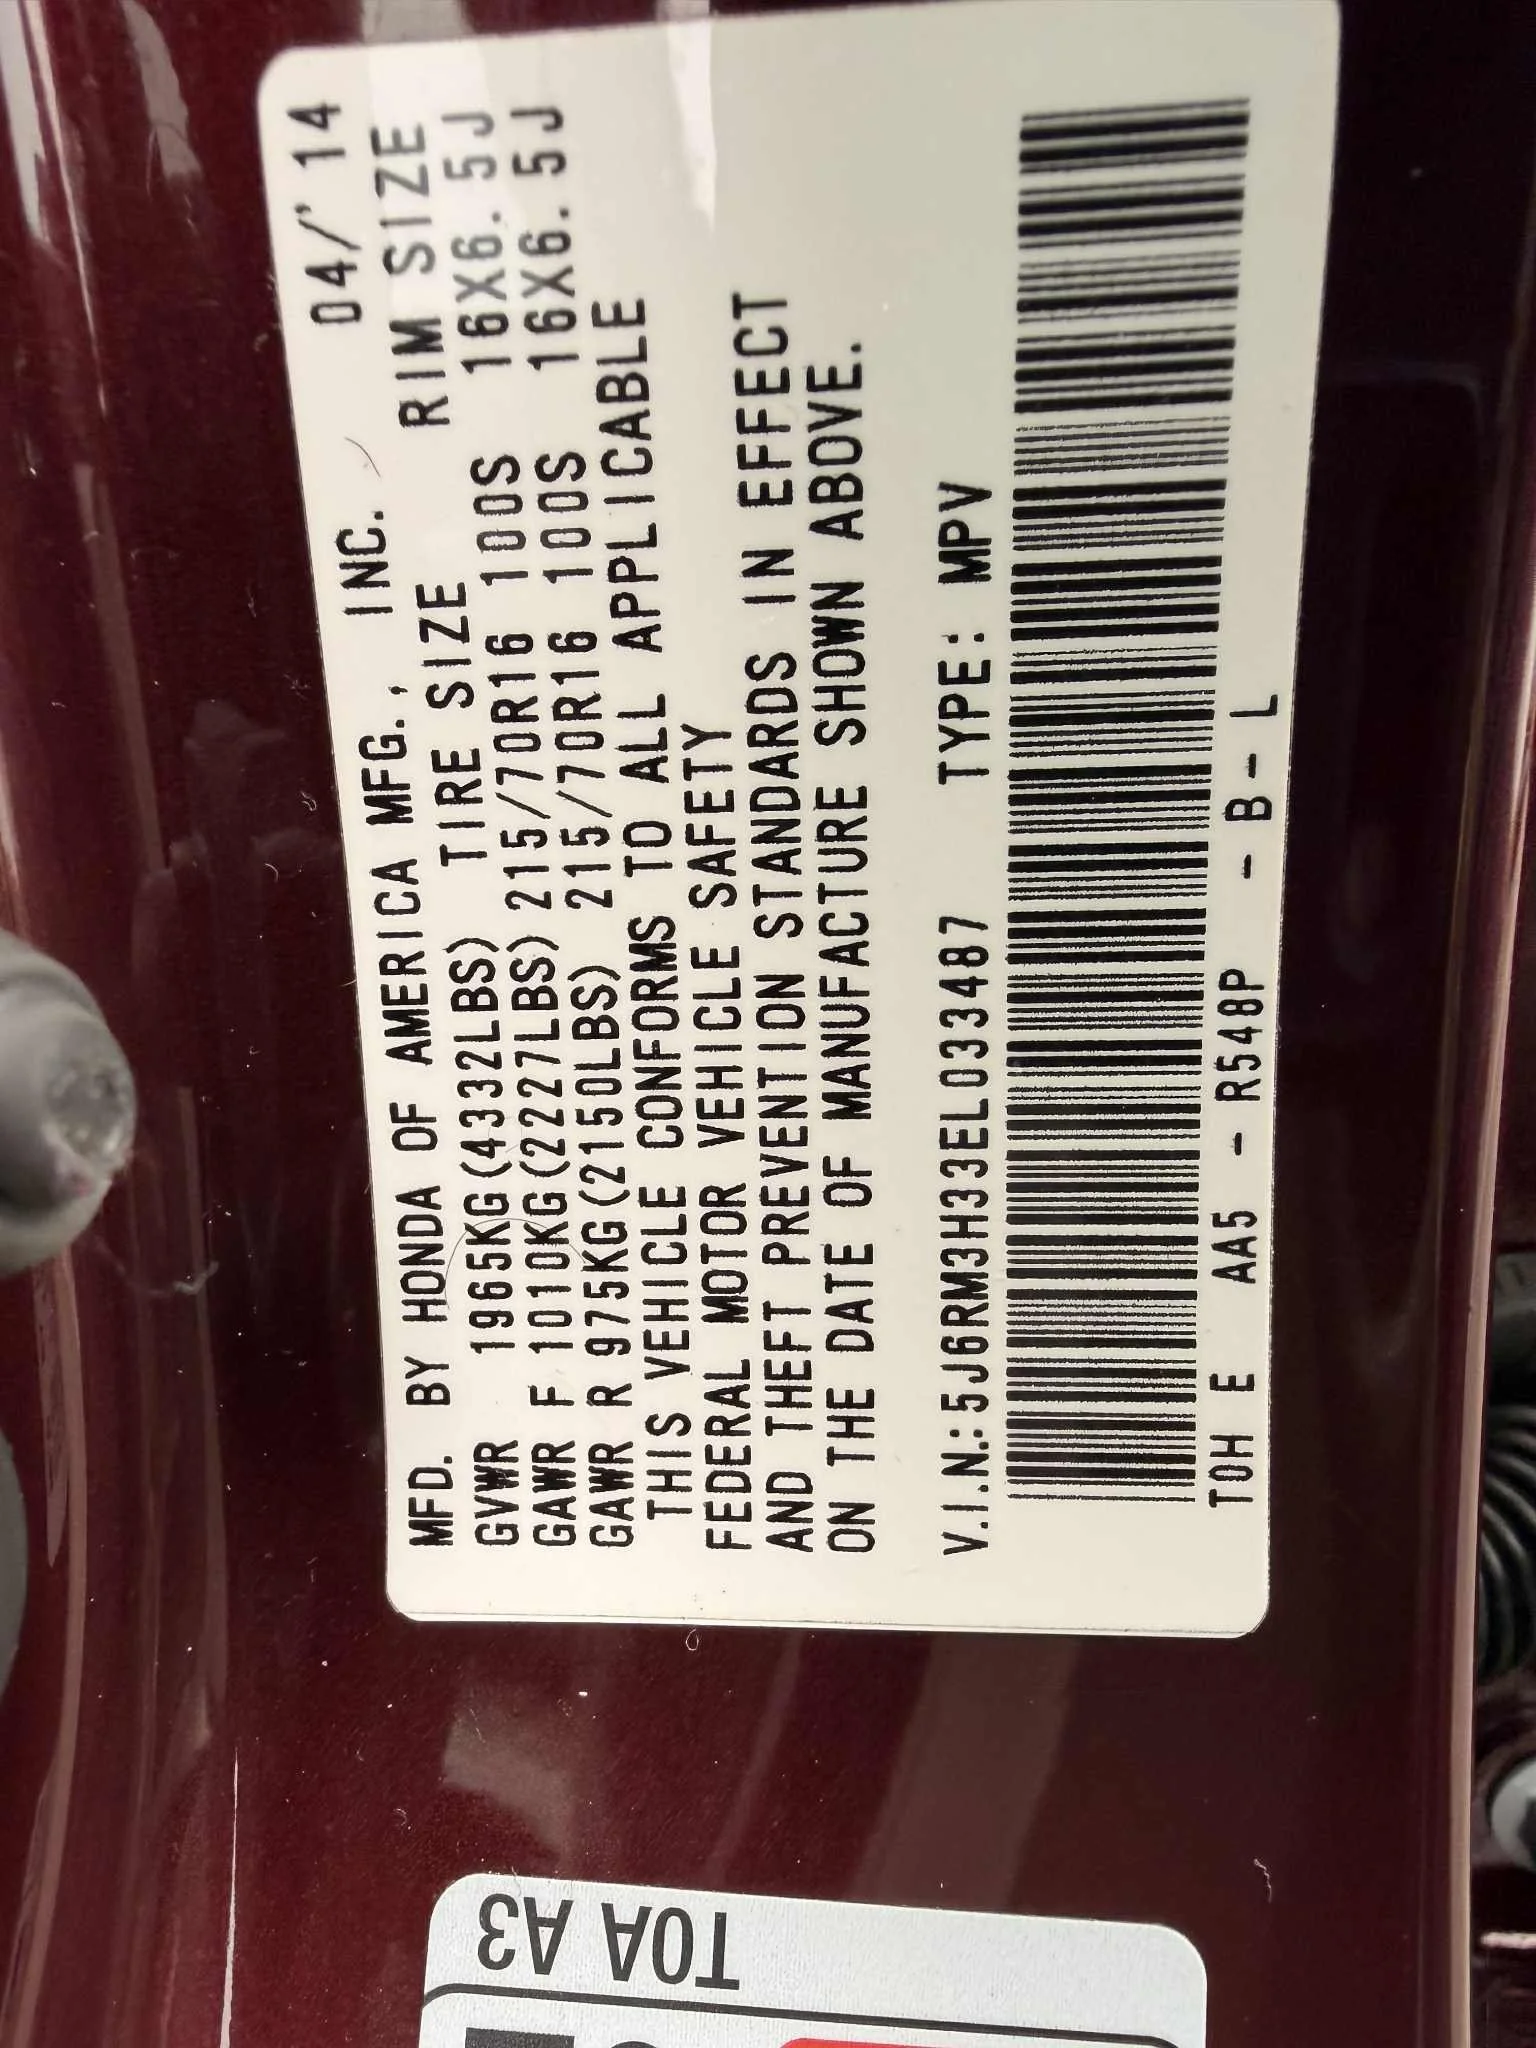 MFD. BY HONDA OF AMERICA MFG., INC. 04/'14
TIRE SIZE RIM SIZE
GVWR 1965KG(4332LBS)
GAWR F 1010KG(2227LBS) 215/70R16 100S 16X6.5J
GAWR R 975KG(2150LBS) 215/70R16 100S 16X6.5J
THIS VEHICLE CONFORMS TO ALL APPLICABLE
FEDERAL MOTOR VEHICLE SAFETY
AND THEFT PREVENTION STANDARDS IN EFFECT
ON THE DATE OF MANUFACTURE SHOWN ABOVE.
V.I.N.: 5J6RM3H33EL033487 TYPE: MPV
T0H E AA5 - R548P - B - L
T0A A3